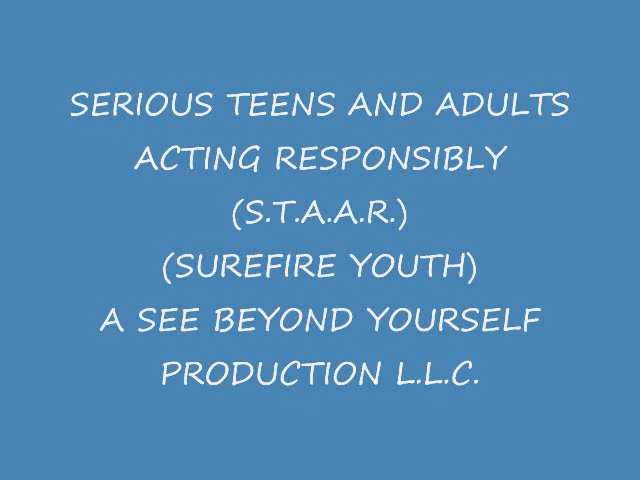 SERIOUS TEENS AND ADULTS
ACTING RESPONSIBLY
(S.T.A.A.R.)
(SUREFIRE YOUTH)
A SEE BEYOND YOURSELF
PRODUCTION L.L.C.